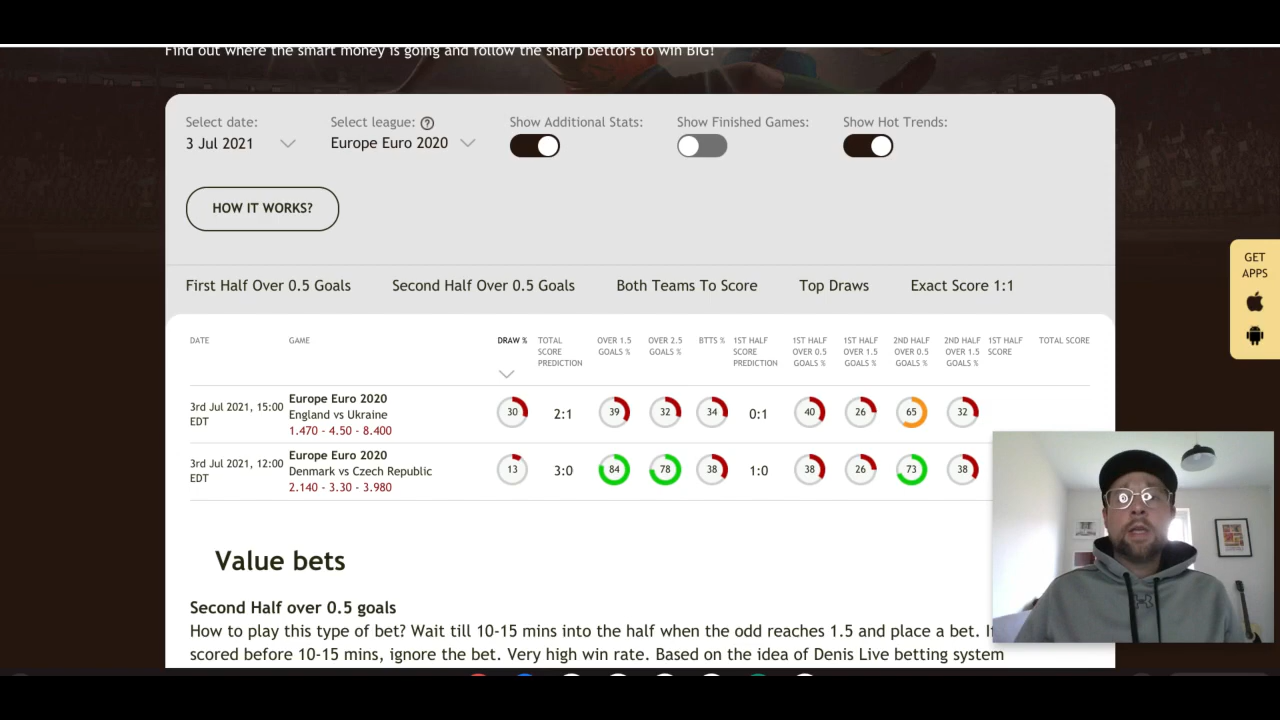 Find out where the smart money is going and follow the sharp bettors to win BIG!
Select date:
3 Jul 2021
Select league: ?
Europe Euro 2020
Show Additional Stats:
Show Finished Games:
Show Hot Trends:
HOW IT WORKS?
GET
APPS
First Half Over 0.5 Goals
Second Half Over 0.5 Goals
Both Teams To Score
Top Draws
Exact Score 1:1
DATE
GAME
DRAW %
TOTAL
SCORE
PREDICTION
OVER 1.5
GOALS %
OVER 2.5
GOALS %
BTTS %
1ST HALF
SCORE
PREDICTION
1ST HALF
OVER 0.5
GOALS %
1ST HALF
OVER 1.5
GOALS %
2ND HALF
OVER 0.5
GOALS %
2ND HALF
OVER 1.5
GOALS %
1ST HALF
SCORE
TOTAL SCORE
3rd Jul 2021, 15:00
EDT
Europe Euro 2020
England vs Ukraine
1.470 - 4.50 - 8.400
30
2:1
39
32
34
0:1
40
26
65
32
3rd Jul 2021, 12:00
EDT
Europe Euro 2020
Denmark vs Czech Republic
2.140 - 3.30 - 3.980
13
3:0
84
78
38
1:0
38
26
73
38
Value bets
Second Half over 0.5 goals
How to play this type of bet? Wait till 10-15 mins into the half when the odd reaches 1.5 and place a bet.
scored before 10-15 mins, ignore the bet. Very high win rate. Based on the idea of Denis Live betting system